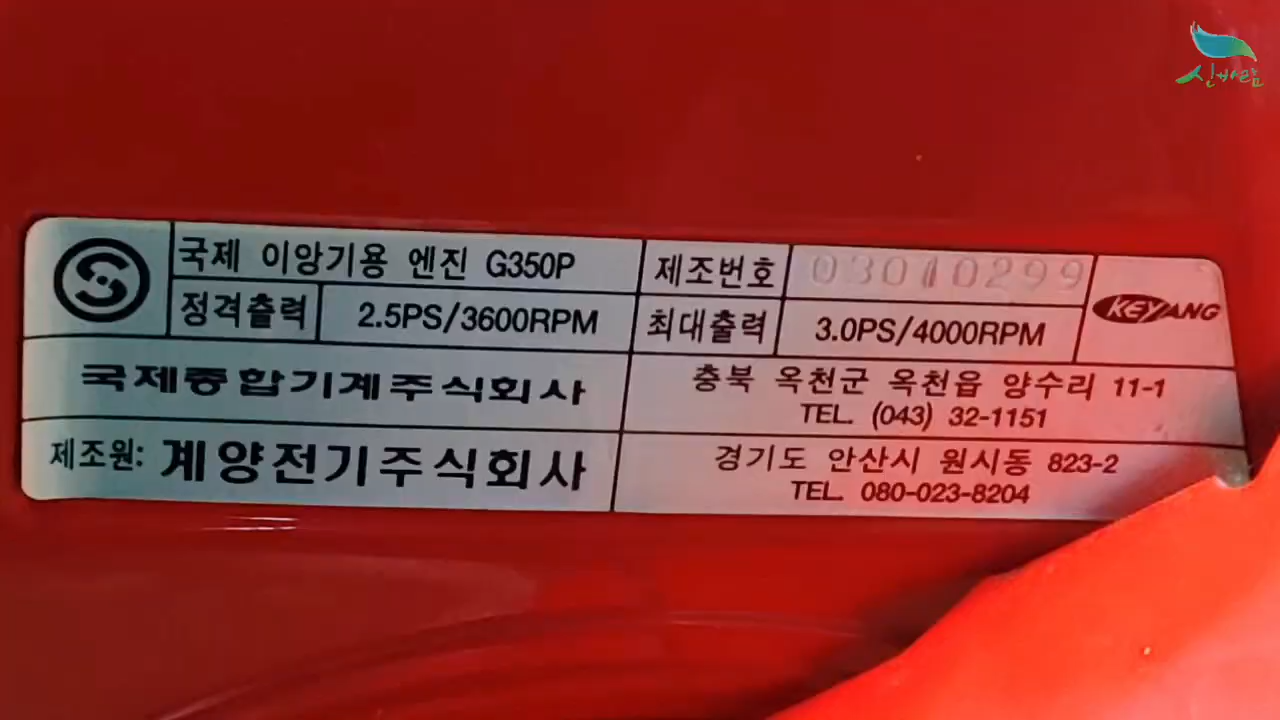 신바람
국제 이앙기용 엔진 G350P
제조번호 03010299
KEYANG
정격출력 2.5PS/3600RPM
최대출력 3.0PS/4000RPM
국제종합기계주식회사
충북 옥천군 옥천읍 양수리 11-1
TEL. (043) 32-1151
제조원: 계양전기주식회사
경기도 안산시 원시동 823-2
TEL. 080-023-8204